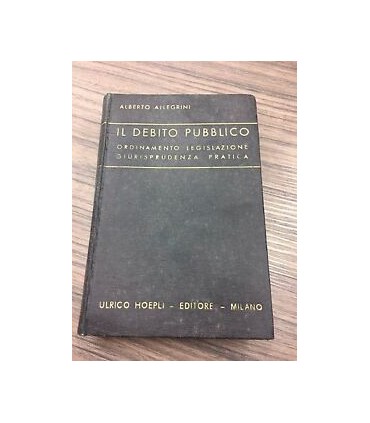 ALBERTO ALLEGRINI
IL DEBITO PUBBLICO
ORDINAMENTO LEGISLAZIONE
GIURISPRUDENZA PRATICA
ULRICO HOEPLI - EDITORE - MILANO